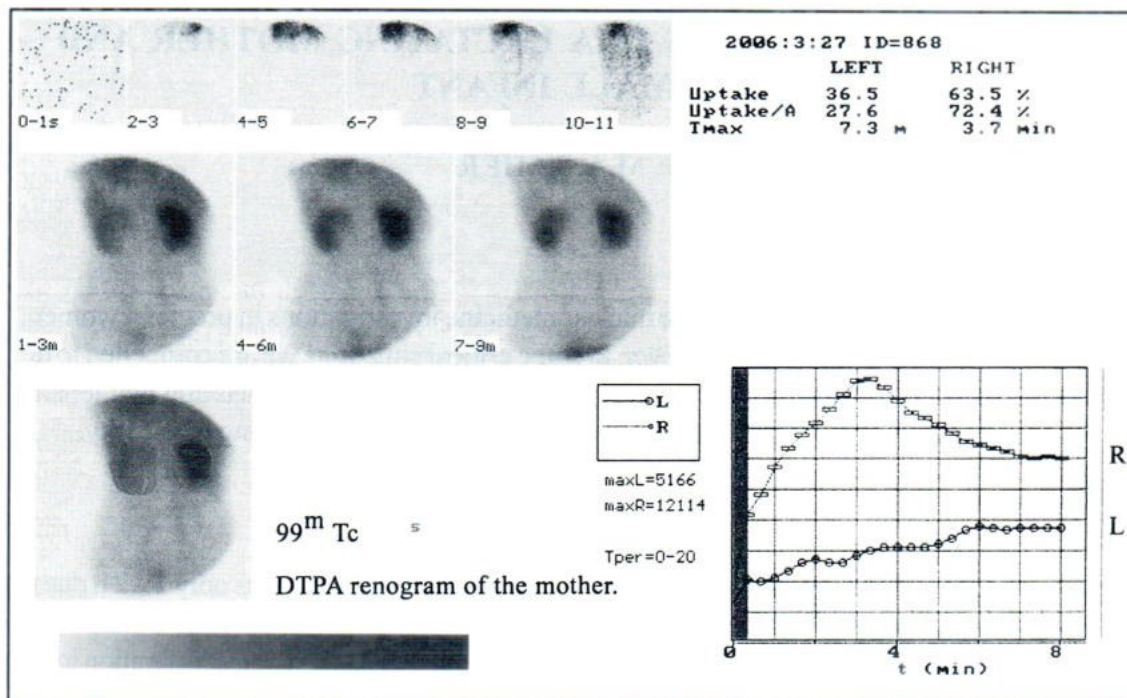 0-1s 2-3 4-5 6-7 8-9 10-11
2006:3:27 ID=868
LEFT RIGHT
Uptake 36.5 63.5 %
Uptake/A 27.6 72.4 %
Tmax 7.3 m 3.7 min
1-3m 4-6m 7-9m
L
R
maxL=5166
maxR=12114
Tper=0-20
R
L
0 4 8
t (min)
99m Tc s
DTPA renogram of the mother.